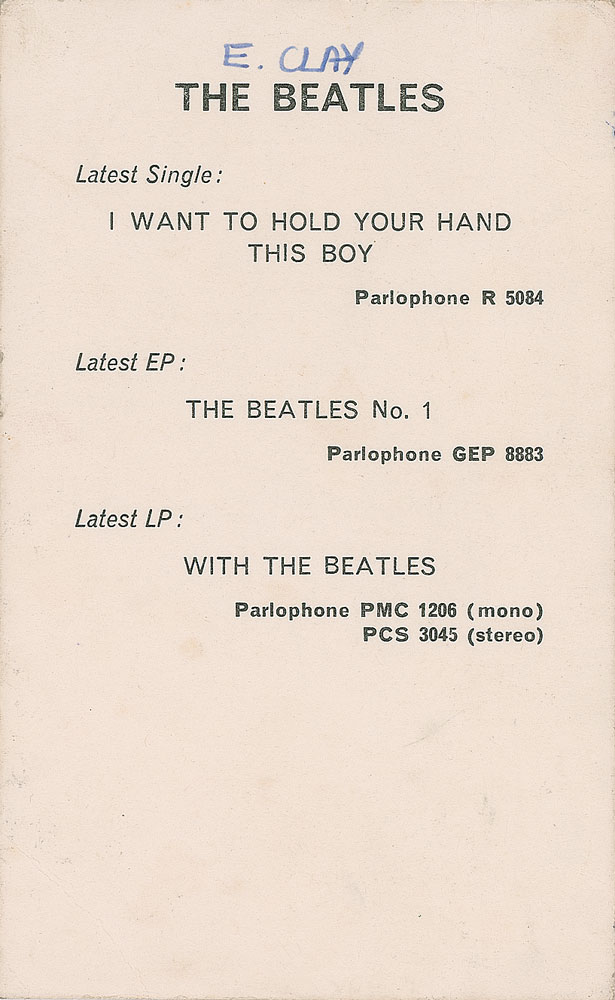 E. CLAY
THE BEATLES
Latest Single:
I WANT TO HOLD YOUR HAND
THIS BOY
Parlophone R 5084
Latest EP:
THE BEATLES No. 1
Parlophone GEP 8883
Latest LP:
WITH THE BEATLES
Parlophone PMC 1206 (mono)
PCS 3045 (stereo)